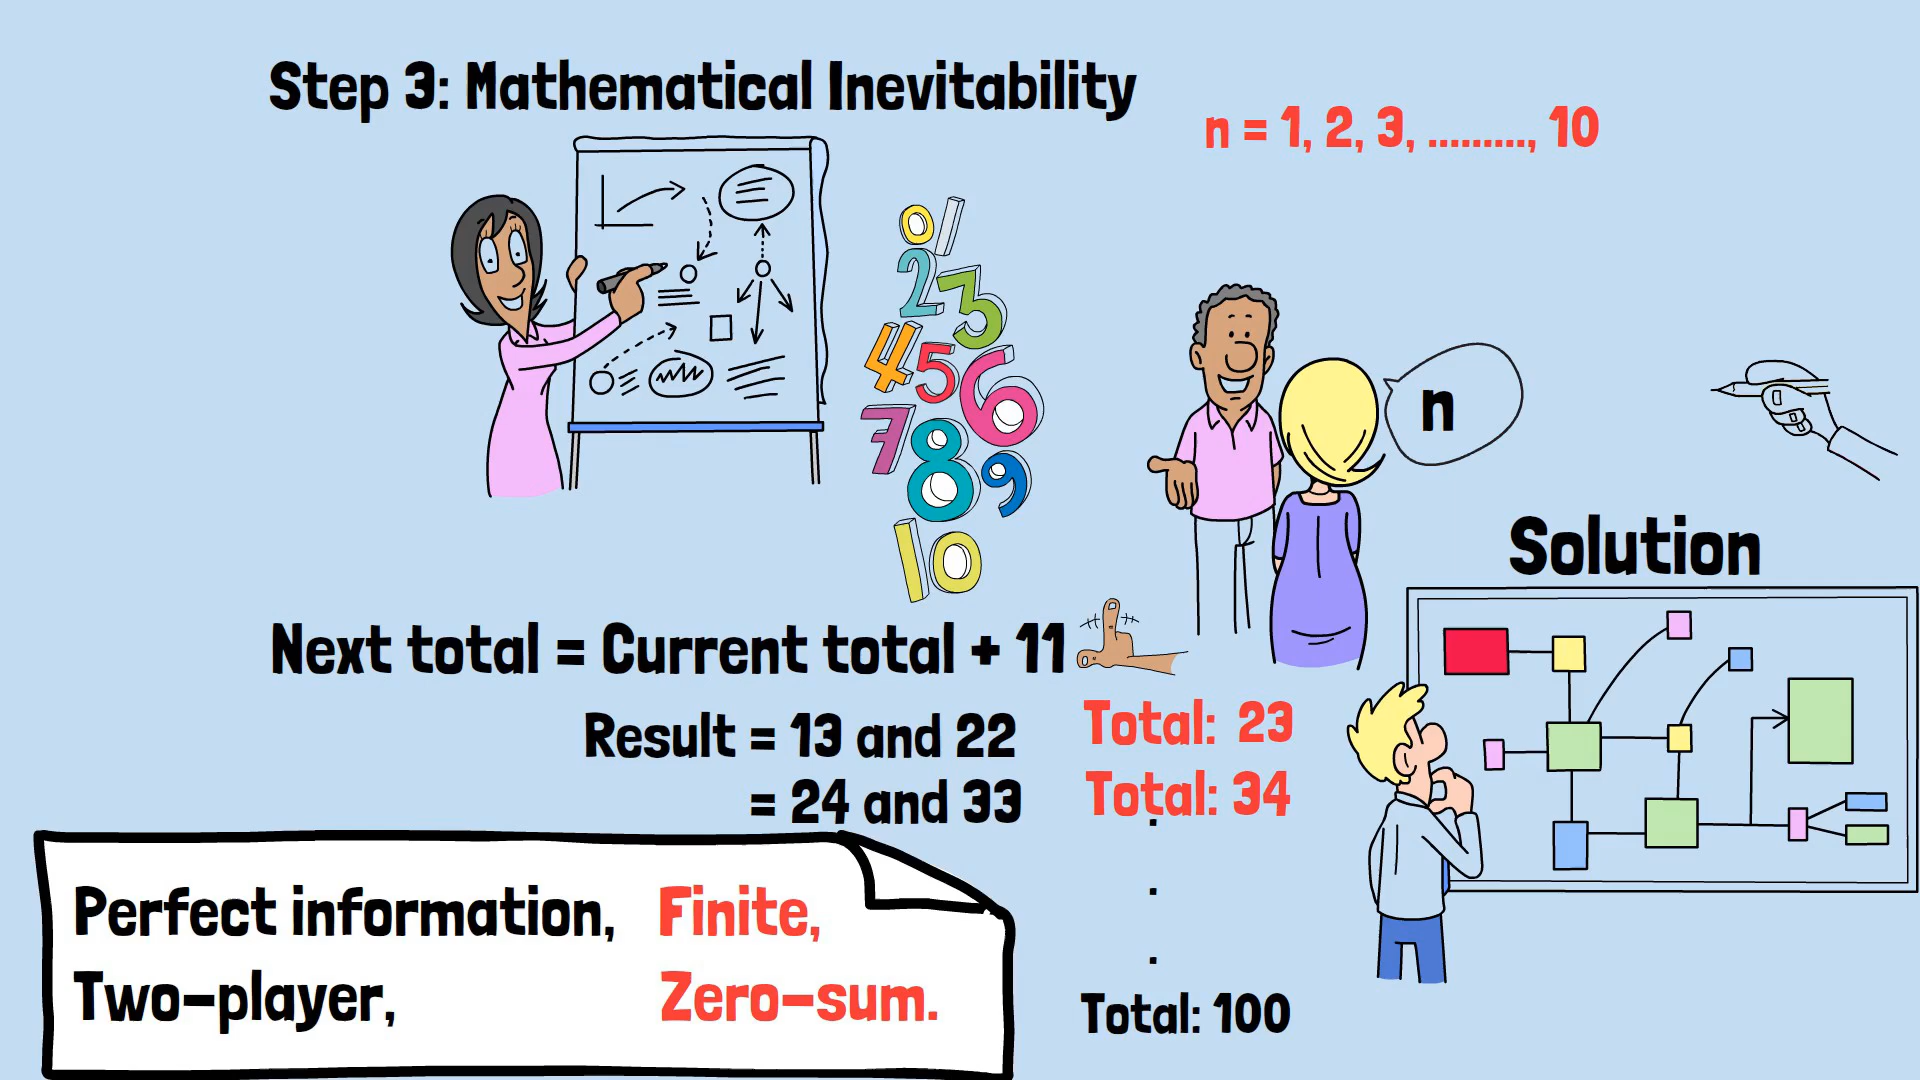 Step 3: Mathematical Inevitability
n = 1, 2, 3, ........., 10
0 1
2 3
4 5 6
7 8 9
10
n
Solution
Next total = Current total + 11
Result = 13 and 22
= 24 and 33
Total: 23
Total: 34
.
.
.
Total: 100
Perfect information, Finite,
Two-player, Zero-sum.